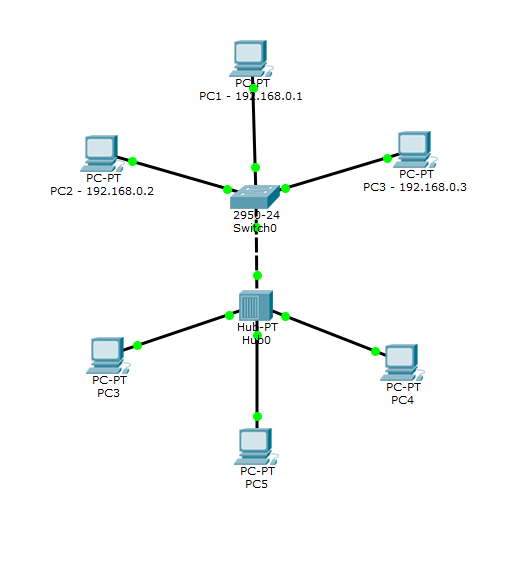 PC-PT
PC1 - 192.168.0.1
PC-PT
PC2 - 192.168.0.2
PC-PT
PC3 - 192.168.0.3
2950-24
Switch0
Hub-PT
Hub0
PC-PT
PC3
PC-PT
PC4
PC-PT
PC5